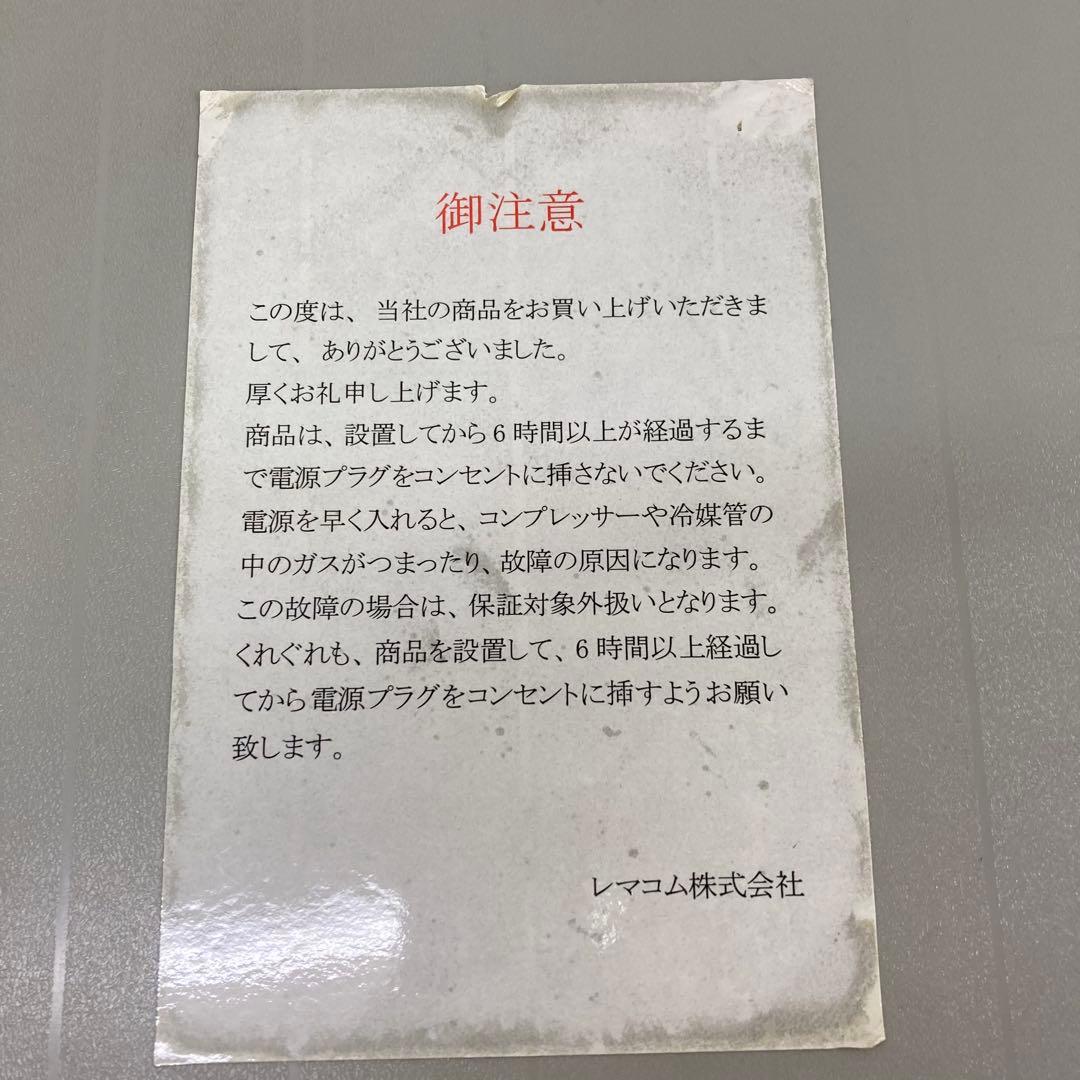 御注意
この度は、当社の商品をお買い上げいただきま
して、ありがとうございました。
厚くお礼申し上げます。
商品は、設置してから6時間以上が経過するま
で電源プラグをコンセントに挿さないでください。
電源を早く入れると、コンプレッサーや冷媒管の
中のガスがつまったり、故障の原因になります。
この故障の場合は、保証対象外扱いとなります。
くれぐれも、商品を設置して、6時間以上経過し
てから電源プラグをコンセントに挿すようお願い
致します。
レマコム株式会社